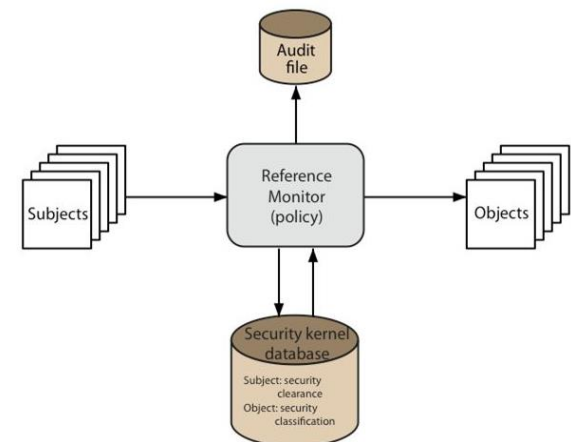 Audit
file
Subjects
Reference
Monitor
(policy)
Objects
Security kernel
database
Subject: security
clearance
Object: security
classification